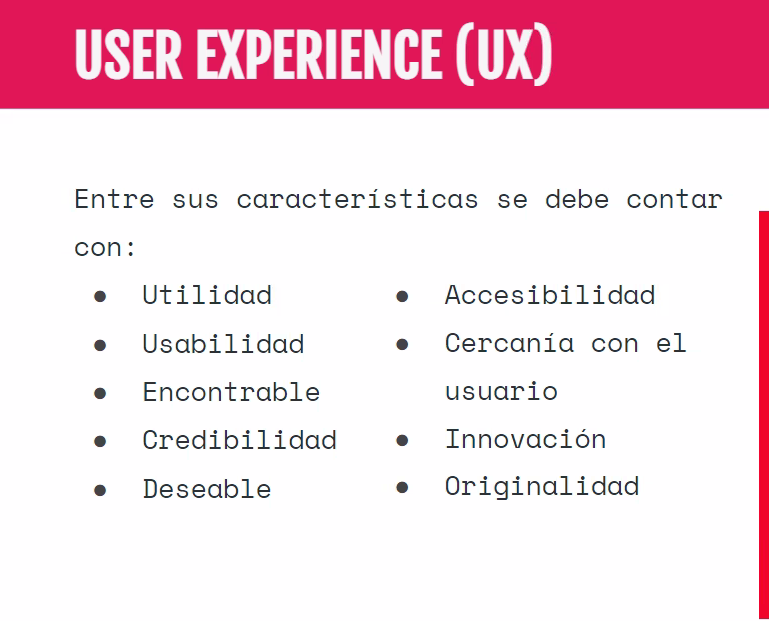 USER EXPERIENCE (UX)
Entre sus características se debe contar
con:
● Utilidad
● Usabilidad
● Encontrable
● Credibilidad
● Deseable
● Accesibilidad
● Cercanía con el
usuario
● Innovación
● Originalidad